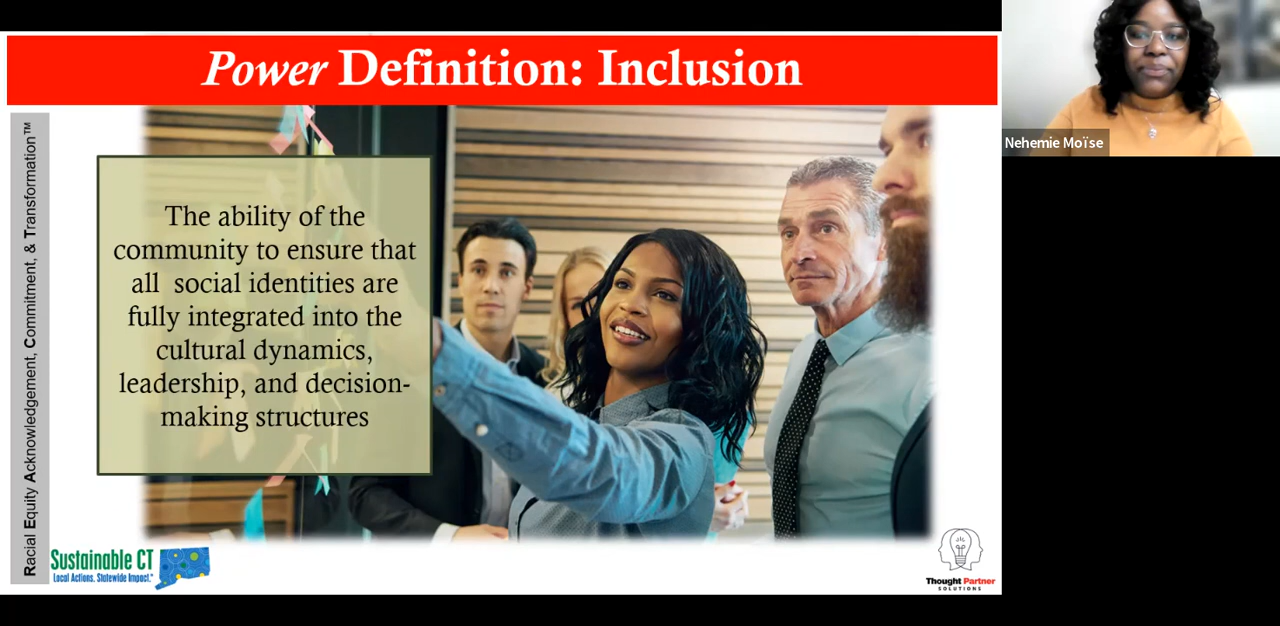 Power Definition: Inclusion
Nehemie Moïse
Racial Equity Acknowledgement, Commitment, & Transformation™
The ability of the
community to ensure that
all social identities are
fully integrated into the
cultural dynamics,
leadership, and decision-
making structures
Sustainable CT
Local Actions. Statewide Impact.
Thought Partner
SOLUTIONS